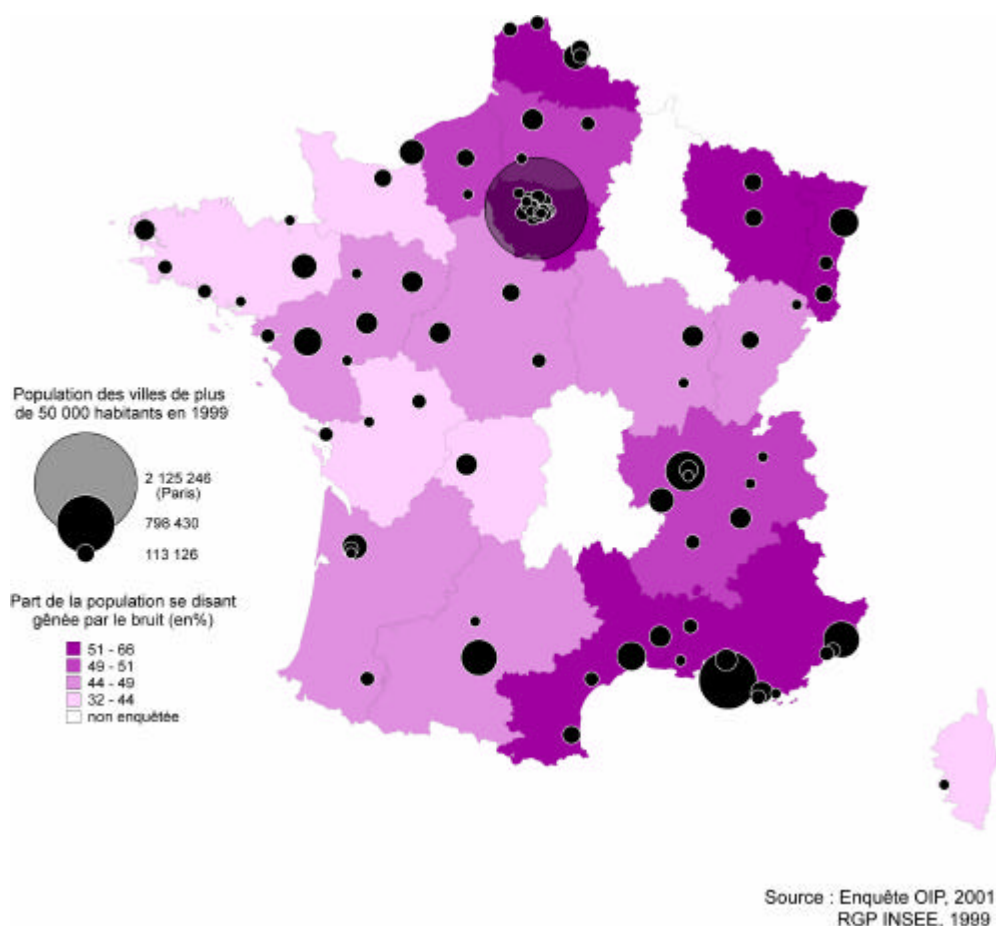 Population des villes de plus
de 50 000 habitants en 1999
2 125 246
(Paris)
798 430
113 126
Part de la population se disant
gênée par le bruit (en%)
51 - 66
49 - 51
44 - 49
32 - 44
non enquêtée
Source : Enquête OIP, 2001
RGP INSEE, 1999